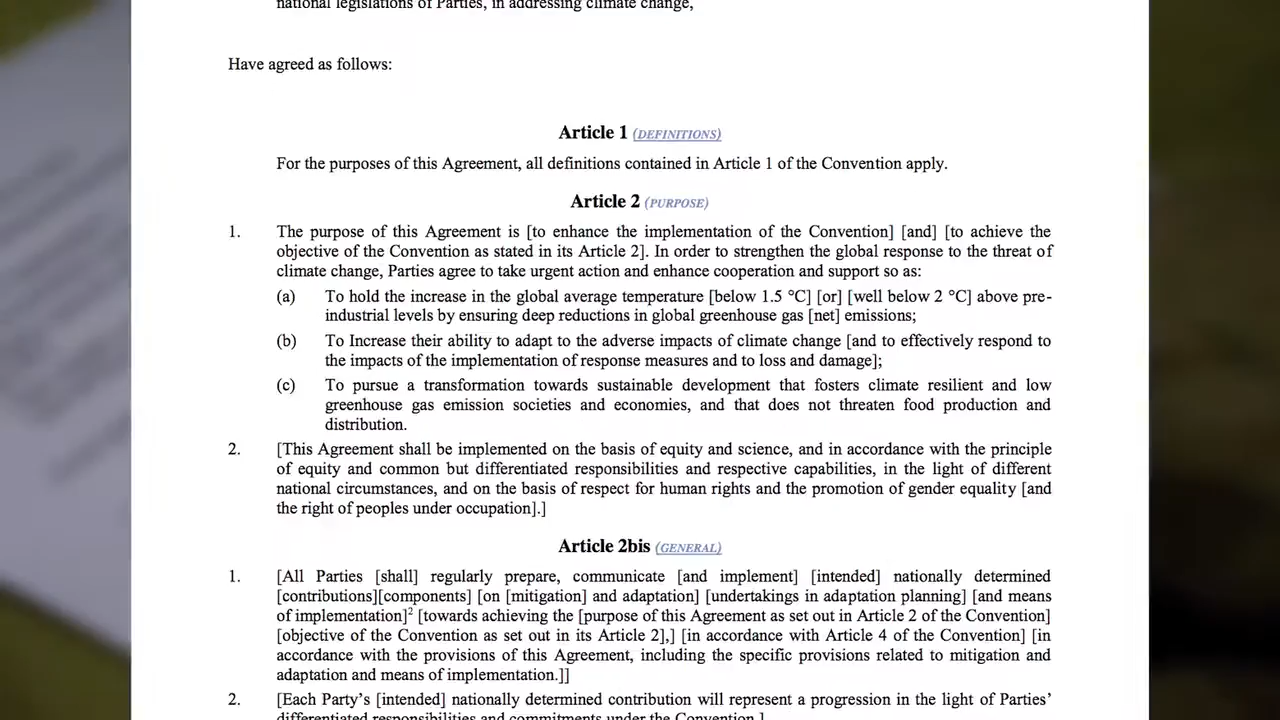 national legislations of Parties, in addressing climate change,
Have agreed as follows:
Article 1 (DEFINITIONS)
For the purposes of this Agreement, all definitions contained in Article 1 of the Convention apply.
Article 2 (PURPOSE)
1. The purpose of this Agreement is [to enhance the implementation of the Convention] [and] [to achieve the
objective of the Convention as stated in its Article 2]. In order to strengthen the global response to the threat of
climate change, Parties agree to take urgent action and enhance cooperation and support so as:
(a) To hold the increase in the global average temperature [below 1.5 °C] [or] [well below 2 °C] above pre-
industrial levels by ensuring deep reductions in global greenhouse gas [net] emissions;
(b) To Increase their ability to adapt to the adverse impacts of climate change [and to effectively respond to
the impacts of the implementation of response measures and to loss and damage];
(c) To pursue a transformation towards sustainable development that fosters climate resilient and low
greenhouse gas emission societies and economies, and that does not threaten food production and
distribution.
2. [This Agreement shall be implemented on the basis of equity and science, and in accordance with the principle
of equity and common but differentiated responsibilities and respective capabilities, in the light of different
national circumstances, and on the basis of respect for human rights and the promotion of gender equality [and
the right of peoples under occupation].]
Article 2bis (GENERAL)
1. [All Parties [shall] regularly prepare, communicate [and implement] [intended] nationally determined
[contributions][components] [on [mitigation] and adaptation] [undertakings in adaptation planning] [and means
of implementation]² [towards achieving the [purpose of this Agreement as set out in Article 2 of the Convention]
[objective of the Convention as set out in its Article 2],] [in accordance with Article 4 of the Convention] [in
accordance with the provisions of this Agreement, including the specific provisions related to mitigation and
adaptation and means of implementation.]]
2. [Each Party’s [intended] nationally determined contribution will represent a progression in the light of Parties’
differentiated responsibilities and commitments under the Convention.]